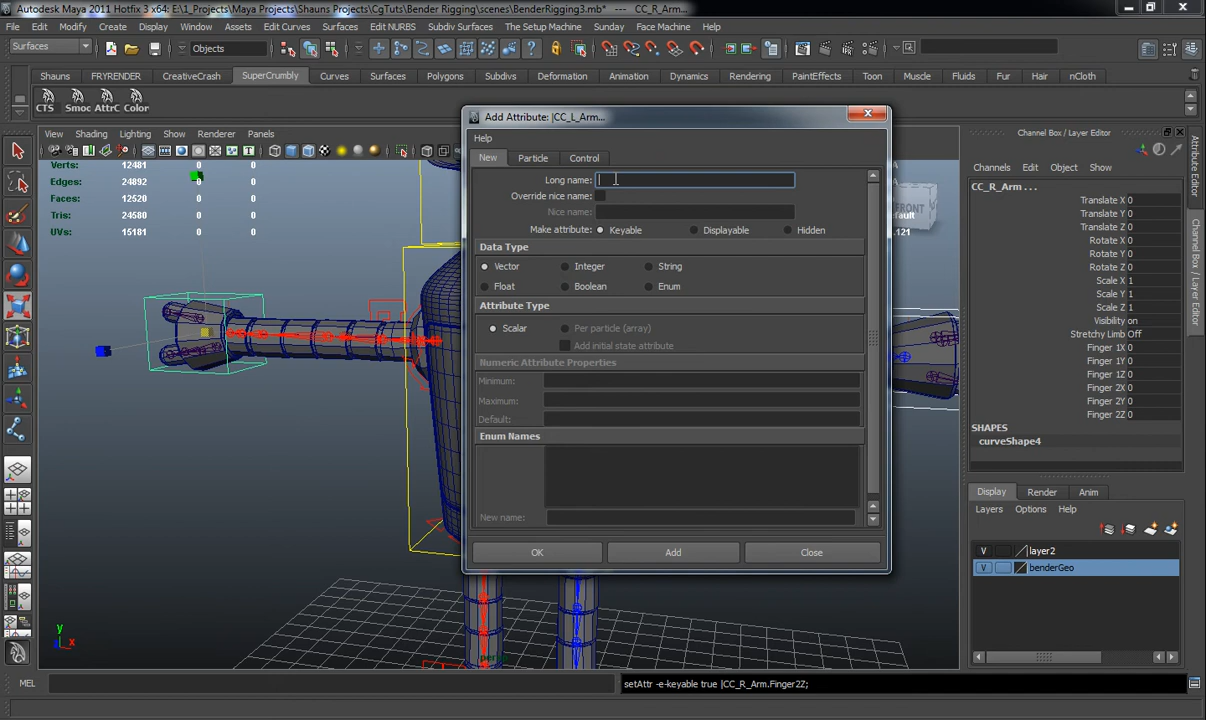 Autodesk Maya 2011 Hotfix 3 x64: E:\1_Projects\Maya Projects\Shauns Projects\CgTuts\Bender Rigging\scenes\BenderRigging3.mb* --- CC_R_Arm...
File Edit Modify Create Display Window Assets Edit Curves Surfaces Edit NURBS Subdiv Surfaces The Setup Machine Sunday Face Machine Help
Surfaces Objects
Shauns FRYRENDER CreativeCrash SuperCrumbly Curves Surfaces Polygons Subdivs Deformation Animation Dynamics Rendering PaintEffects Toon Muscle Fluids Fur Hair nCloth
CTS Smoc AttrC Color
View Shading Lighting Show Renderer Panels
Verts: 12481 0 0
Edges: 24892 0 0
Faces: 12520 0 0
Tris: 24580 0 0
UVs: 15181 0 0
FRONT
Add Attribute: |CC_L_Arm...
Help
New Particle Control
Long name:
Override nice name:
Nice name:
Make attribute: Keyable Displayable Hidden
Data Type
Vector Integer String
Float Boolean Enum
Attribute Type
Scalar Per particle (array)
Add initial state attribute
Numeric Attribute Properties
Minimum:
Maximum:
Default:
Enum Names
New name:
OK Add Close
Channel Box / Layer Editor
Channels Edit Object Show
CC_R_Arm . . .
Translate X 0
Translate Y 0
Translate Z 0
Rotate X 0
Rotate Y 0
Rotate Z 0
Scale X 1
Scale Y 1
Scale Z 1
Visibility on
Stretchy Limb Off
Finger 1X 0
Finger 1Y 0
Finger 1Z 0
Finger 2X 0
Finger 2Y 0
Finger 2Z 0
SHAPES
curveShape4
Attribute Editor
Channel Box / Layer Editor
Display Render Anim
Layers Options Help
V layer2
V benderGeo
y
x
MEL
setAttr -e-keyable true |CC_R_Arm.Finger2Z;